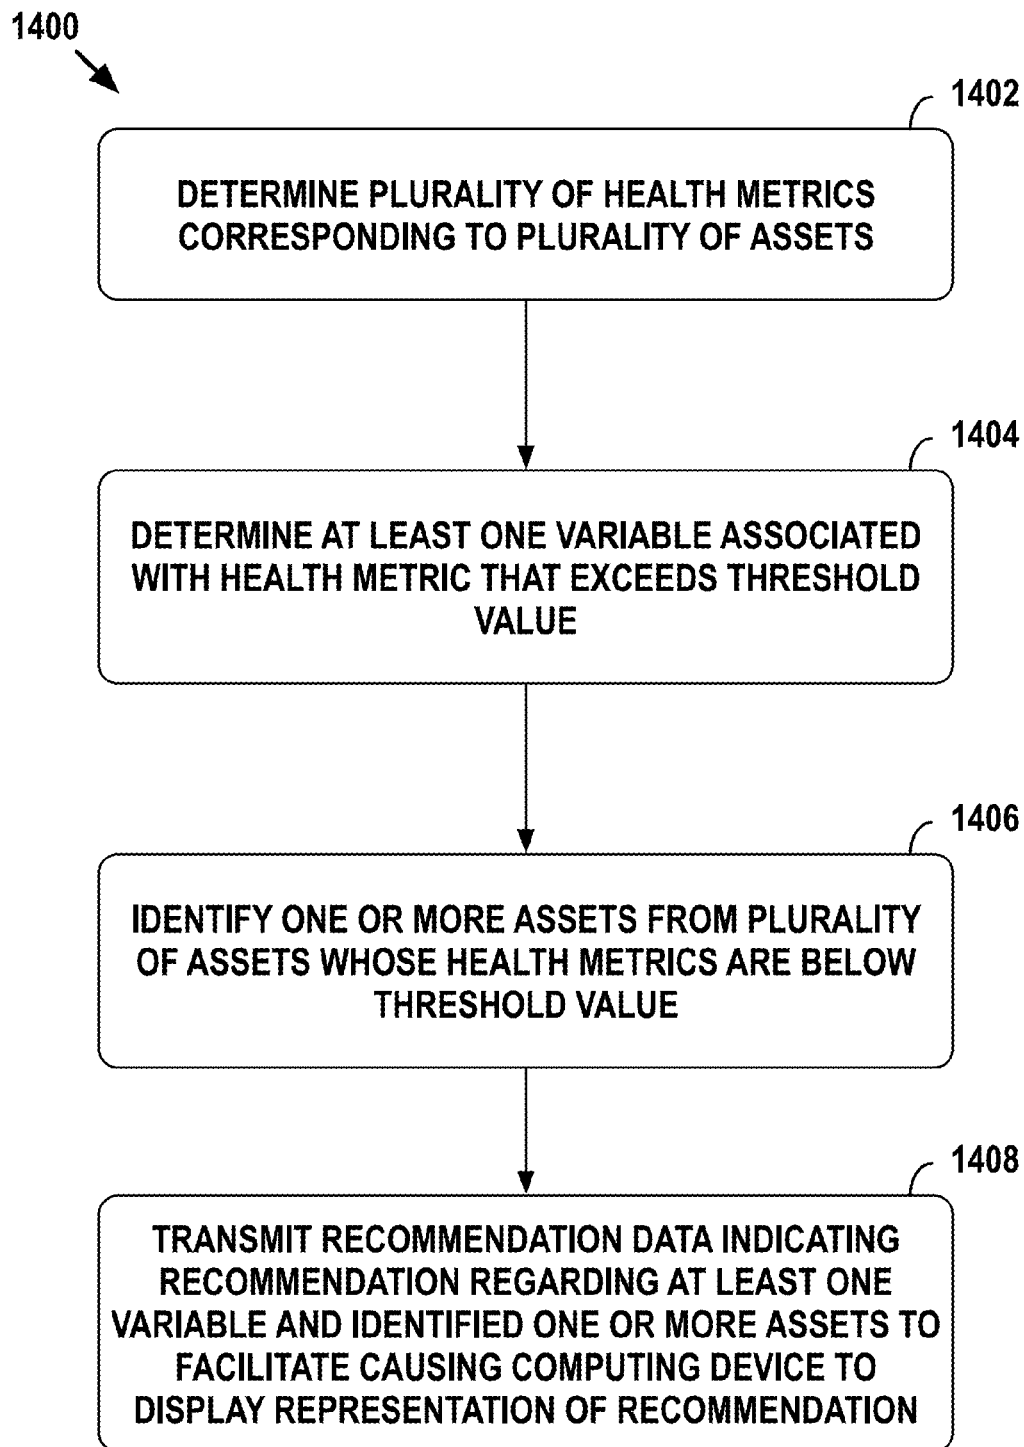 1400
1402
DETERMINE PLURALITY OF HEALTH METRICS
CORRESPONDING TO PLURALITY OF ASSETS
1404
DETERMINE AT LEAST ONE VARIABLE ASSOCIATED
WITH HEALTH METRIC THAT EXCEEDS THRESHOLD
VALUE
1406
IDENTIFY ONE OR MORE ASSETS FROM PLURALITY
OF ASSETS WHOSE HEALTH METRICS ARE BELOW
THRESHOLD VALUE
1408
TRANSMIT RECOMMENDATION DATA INDICATING
RECOMMENDATION REGARDING AT LEAST ONE
VARIABLE AND IDENTIFIED ONE OR MORE ASSETS TO
FACILITATE CAUSING COMPUTING DEVICE TO
DISPLAY REPRESENTATION OF RECOMMENDATION